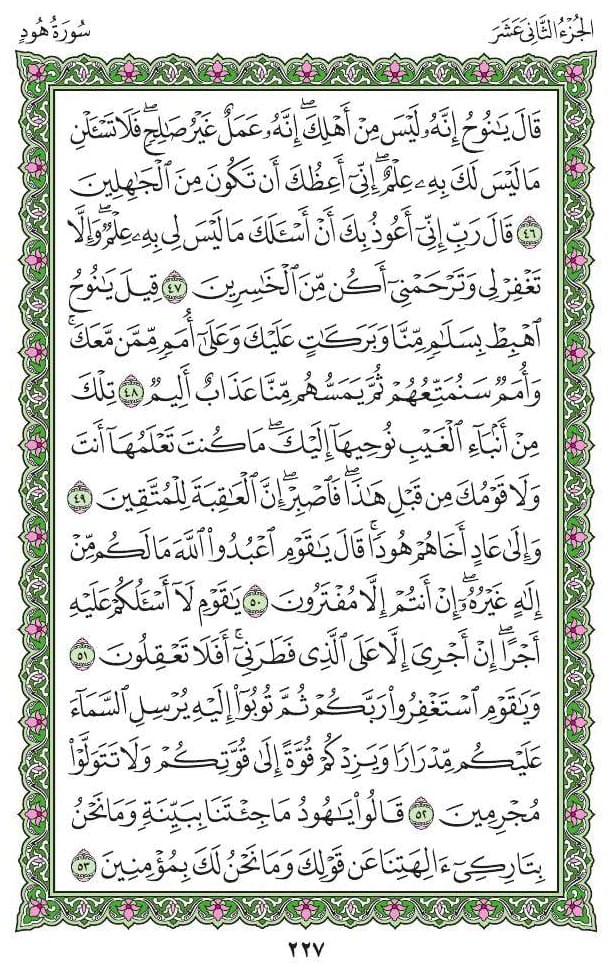 الجُزْءُ الثَّانِي عَشَرَ سُورَةُ هُودٍ
قَالَ يَٰنُوحُ إِنَّهُۥ لَيۡسَ مِنۡ أَهۡلِكَۖ إِنَّهُۥ عَمَلٌ غَيۡرُ صَٰلِحٖۖ فَلَا تَسۡـَٔلۡنِ
مَا لَيۡسَ لَكَ بِهِۦ عِلۡمٌۖ إِنِّيٓ أَعِظُكَ أَن تَكُونَ مِنَ ٱلۡجَٰهِلِينَ
٤٦ قَالَ رَبِّ إِنِّيٓ أَعُوذُ بِكَ أَنۡ أَسۡـَٔلَكَ مَا لَيۡسَ لِي بِهِۦ عِلۡمٞۖ وَإِلَّا
تَغۡفِرۡ لِي وَتَرۡحَمۡنِيٓ أَكُن مِّنَ ٱلۡخَٰسِرِينَ ٤٧ قِيلَ يَٰنُوحُ
ٱهۡبِطۡ بِسَلَٰمٖ مِّنَّا وَبَرَكَٰتٍ عَلَيۡكَ وَعَلَىٰٓ أُمَمٖ مِّمَّن مَّعَكَۚ
وَأُمَمٞ سَنُمَتِّعُهُمۡ ثُمَّ يَمَسُّهُم مِّنَّا عَذَابٌ أَلِيمٞ ٤٨ تِلۡكَ
مِنۡ أَنۢبَآءِ ٱلۡغَيۡبِ نُوحِيهَآ إِلَيۡكَۖ مَا كُنتَ تَعۡلَمُهَآ أَنتَ
وَلَا قَوۡمُكَ مِن قَبۡلِ هَٰذَاۖ فَٱصۡبِرۡۖ إِنَّ ٱلۡعَٰقِبَةَ لِلۡمُتَّقِينَ ٤٩
وَإِلَىٰ عَادٍ أَخَاهُمۡ هُودٗاۚ قَالَ يَٰقَوۡمِ ٱعۡبُدُواْ ٱللَّهَ مَا لَكُم مِّنۡ
إِلَٰهٍ غَيۡرُهُۥٓۖ إِنۡ أَنتُمۡ إِلَّا مُفۡتَرُونَ ٥٠ يَٰقَوۡمِ لَآ أَسۡـَٔلُكُمۡ عَلَيۡهِ
أَجۡرًاۖ إِنۡ أَجۡرِيَ إِلَّا عَلَى ٱلَّذِي فَطَرَنِيٓۚ أَفَلَا تَعۡقِلُونَ ٥١
وَيَٰقَوۡمِ ٱسۡتَغۡفِرُواْ رَبَّكُمۡ ثُمَّ تُوبُوٓاْ إِلَيۡهِ يُرۡسِلِ ٱلسَّمَآءَ
عَلَيۡكُم مِّدۡرَارٗا وَيَزِدۡكُمۡ قُوَّةً إِلَىٰ قُوَّتِكُمۡ وَلَا تَتَوَلَّوۡاْ
مُجۡرِمِينَ ٥٢ قَالُواْ يَٰهُودُ مَا جِئۡتَنَا بِبَيِّنَةٖ وَمَا نَحۡنُ
بِتَارِكِيٓ ءَالِهَتِنَا عَن قَوۡلِكَ وَمَا نَحۡنُ لَكَ بِمُؤۡمِنِينَ ٥٣
٢٢٧